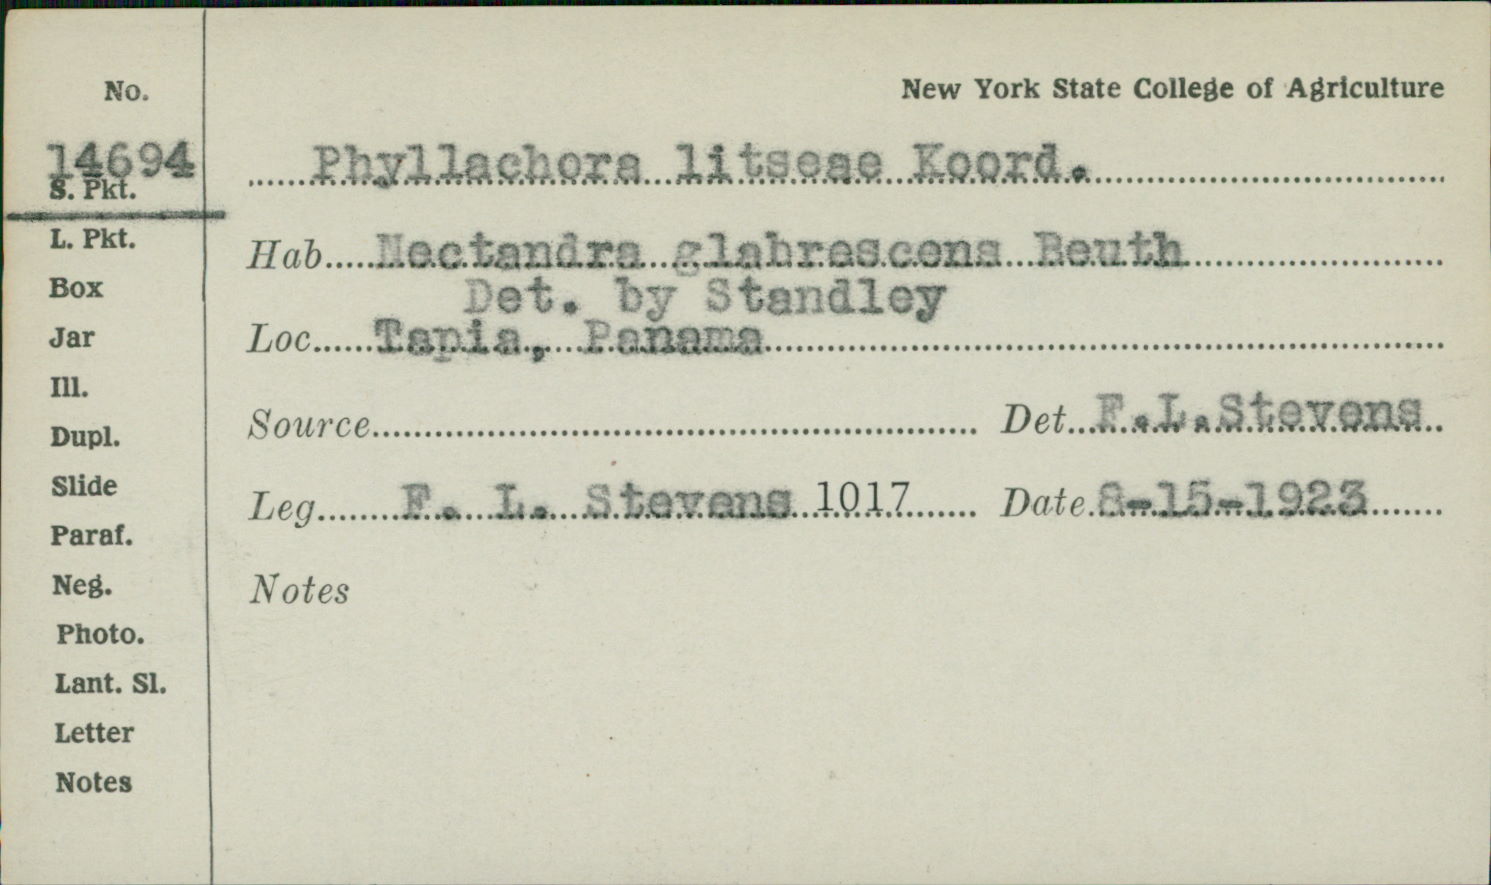 No.
New York State College of Agriculture
14694
Phyllachora litseae Koord.
S. Pkt.
L. Pkt.
Hab Nectandra glabrescens Beuth
Box
Det. by Standley
Jar
Loc Tapia, Panama
Ill.
Dupl.
Source Det F.L.Stevens
Slide
Leg F. L. Stevens 1017 Date 8-15-1923
Paraf.
Neg.
Notes
Photo.
Lant. Sl.
Letter
Notes